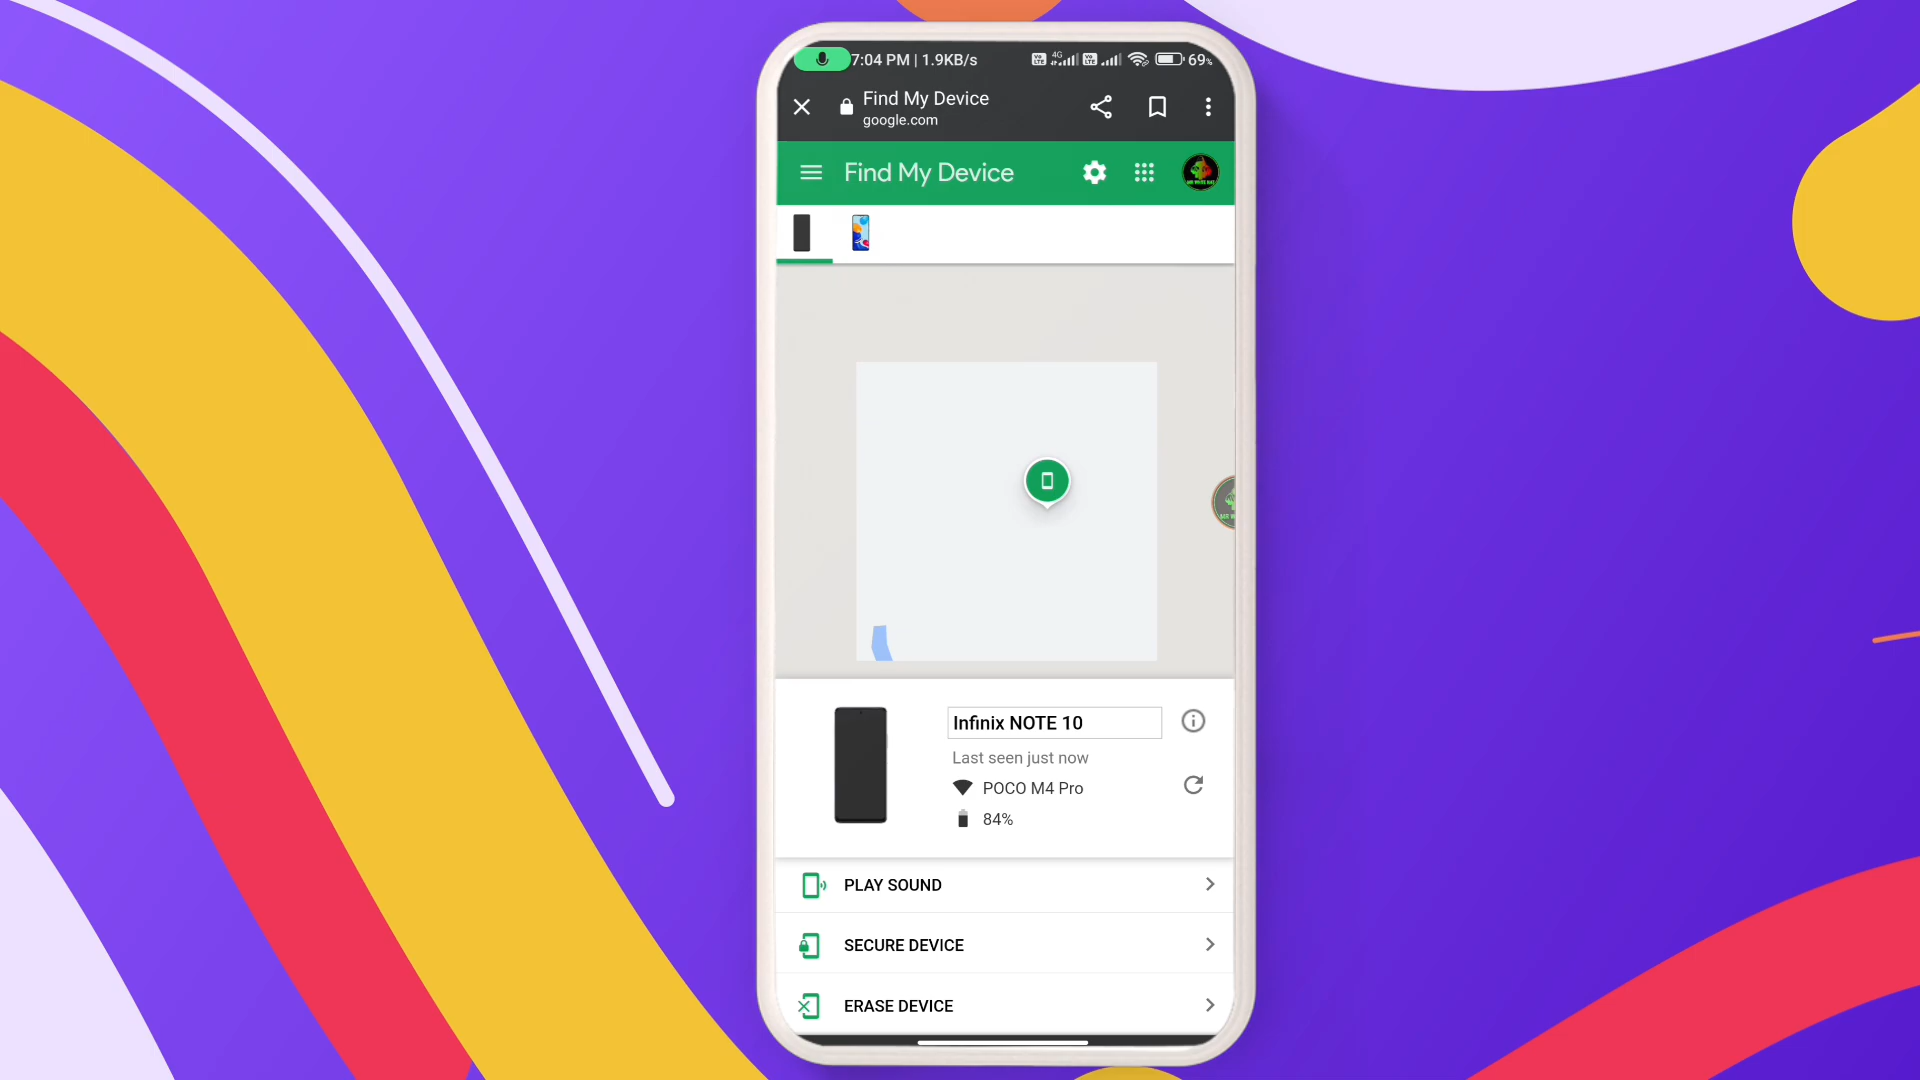 7:04 PM | 1.9KB/s
4G
69%
Find My Device
google.com
Find My Device
Infinix NOTE 10
Last seen just now
POCO M4 Pro
84%
PLAY SOUND
SECURE DEVICE
ERASE DEVICE